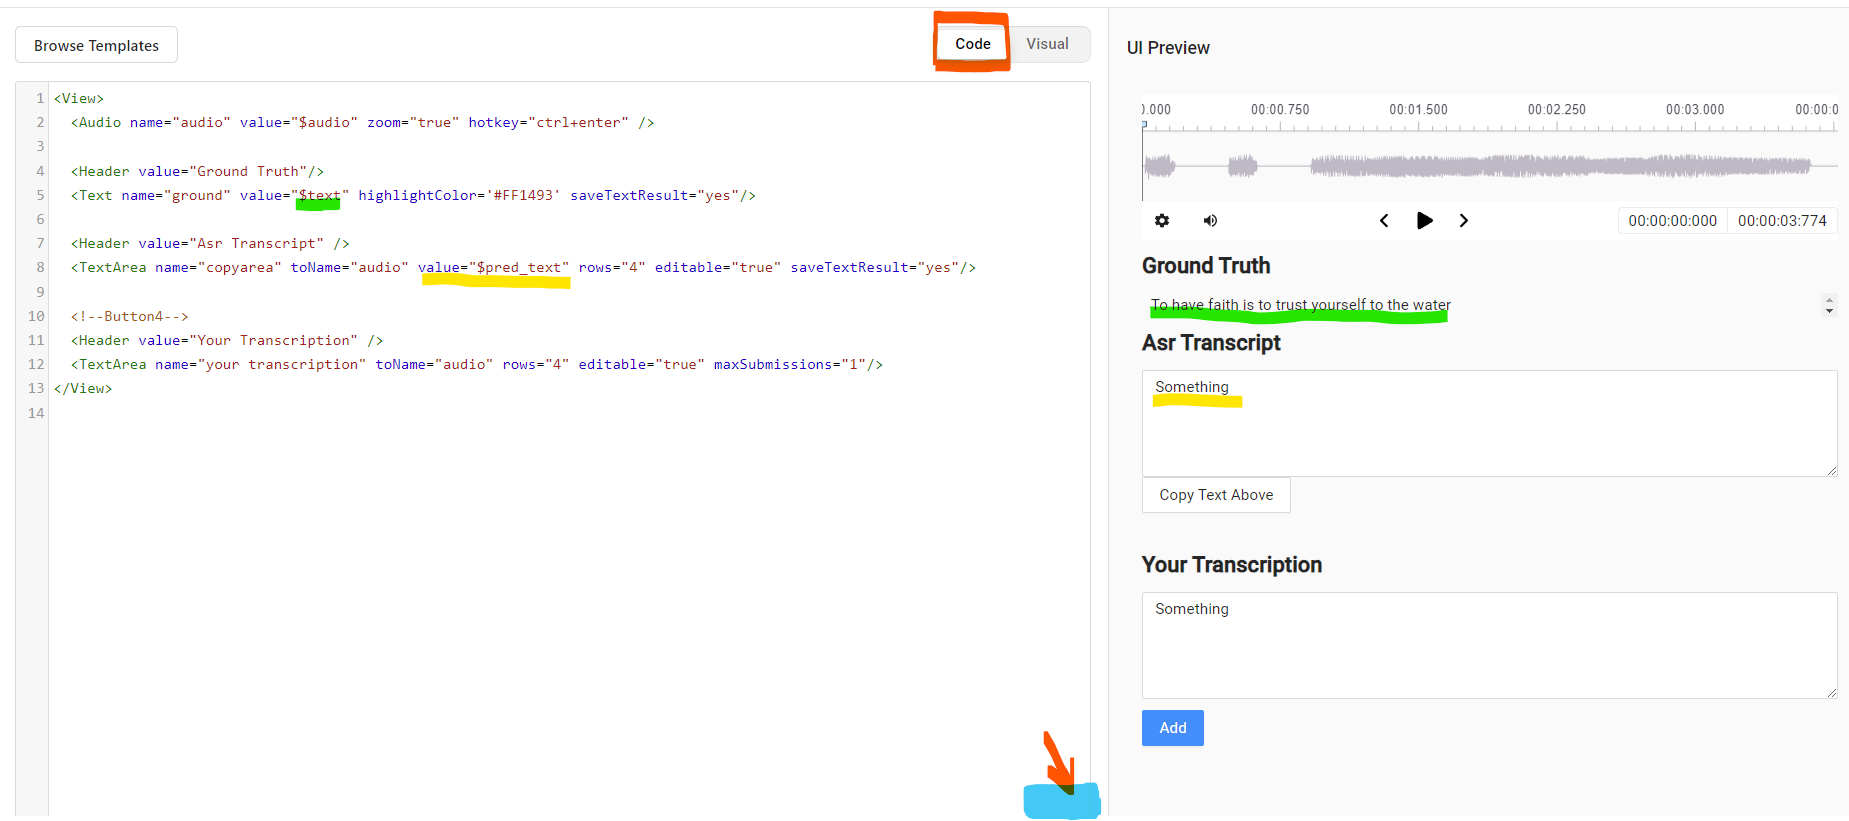 Browse Templates
Code
Visual
1 <View>
2   <Audio name="audio" value="$audio" zoom="true" hotkey="ctrl+enter" />
3
4   <Header value="Ground Truth"/>
5   <Text name="ground" value="$text" highlightColor='#FF1493' saveTextResult="yes"/>
6
7   <Header value="Asr Transcript" />
8   <TextArea name="copyarea" toName="audio" value="$pred_text" rows="4" editable="true" saveTextResult="yes"/>
9
10   <!--Button4-->
11   <Header value="Your Transcription" />
12   <TextArea name="your transcription" toName="audio" rows="4" editable="true" maxSubmissions="1"/>
13 </View>
14
UI Preview
.000 00:00.750 00:01.500 00:02.250 00:03.000 00:00:0
00:00:00:000 00:00:03:774
Ground Truth
To have faith is to trust yourself to the water
Asr Transcript
Something
Copy Text Above
Your Transcription
Something
Add